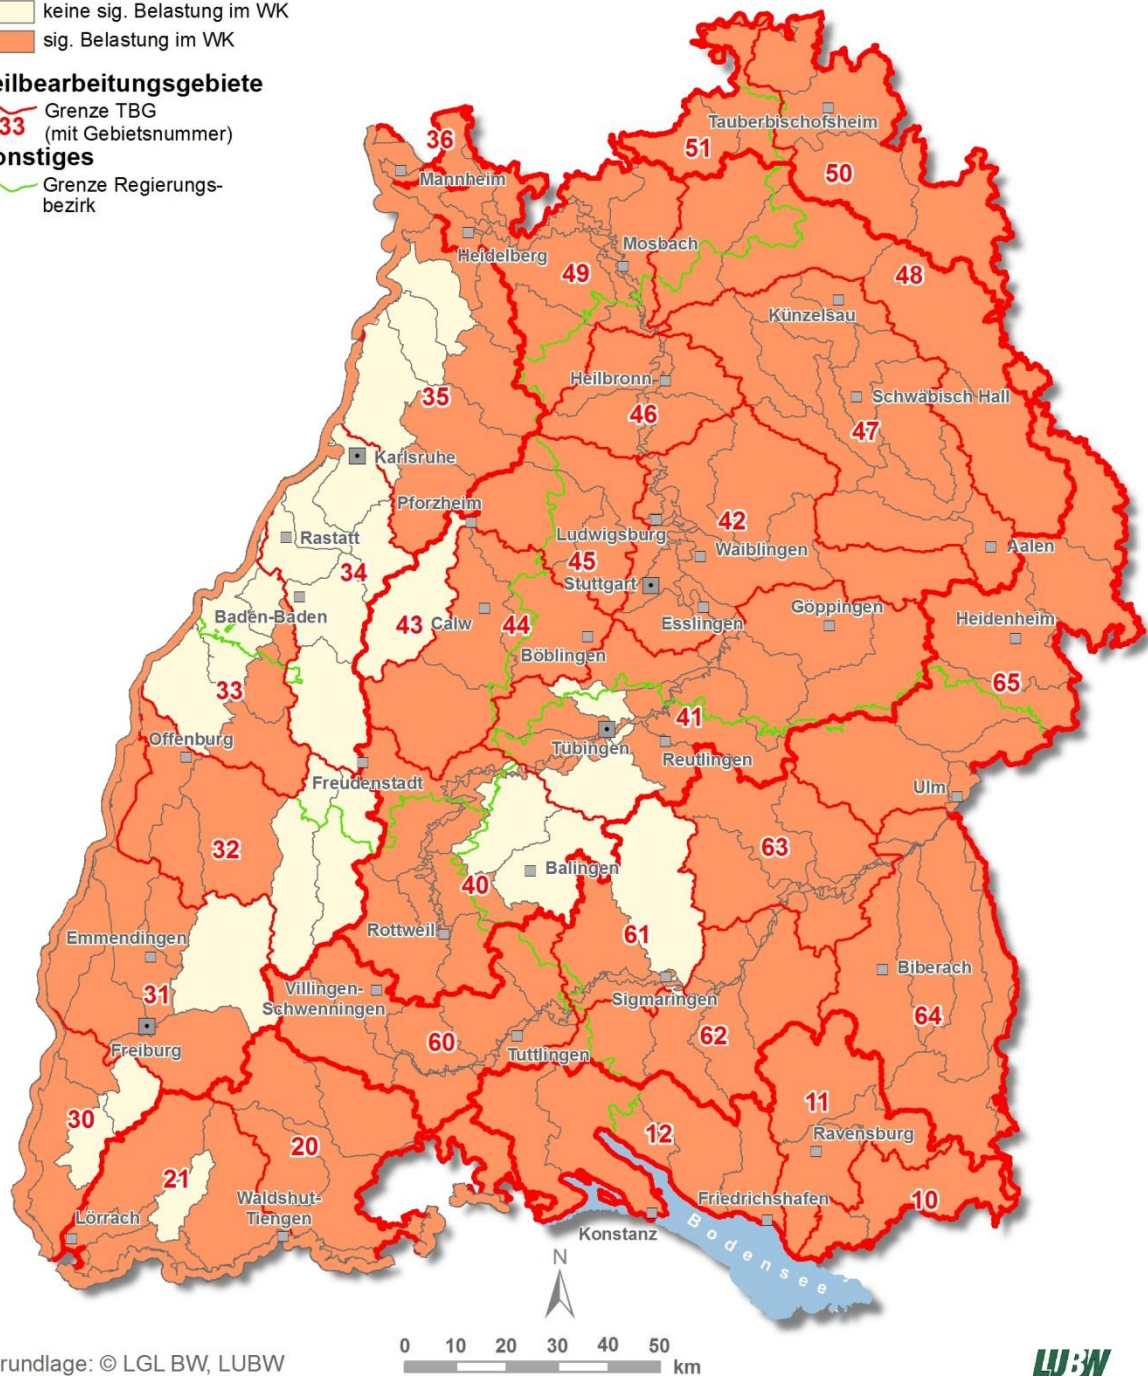 keine sig. Belastung im WK
sig. Belastung im WK
eilbearbeitungsgebiete
33
Grenze TBG
(mit Gebietsnummer)
onstiges
Grenze Regierungs-
bezirk
36
Mannheim
Heidelberg
51
Tauberbischofsheim
50
Mosbach
49
48
Künzelsau
Heilbronn
46
Schwäbisch Hall
47
35
Karlsruhe
Pforzheim
Ludwigsburg
42
Waiblingen
Aalen
Rastatt
34
45
Stuttgart
Baden-Baden
43
Calw
44
Esslingen
Göppingen
Heidenheim
Böblingen
33
65
41
Offenburg
Tübingen
Reutlingen
Freudenstadt
Ulm
32
63
40
Balingen
Rottweil
61
Emmendingen
31
Villingen-
Schwenningen
Sigmaringen
Biberach
64
Freiburg
60
Tuttlingen
62
30
20
12
11
Ravensburg
21
Waldshut-
Tiengen
Lörrach
Friedrichshafen
10
Konstanz
Bodensee
N
0 10 20 30 40 50
km
rundlage: © LGL BW, LUBW
LUBW